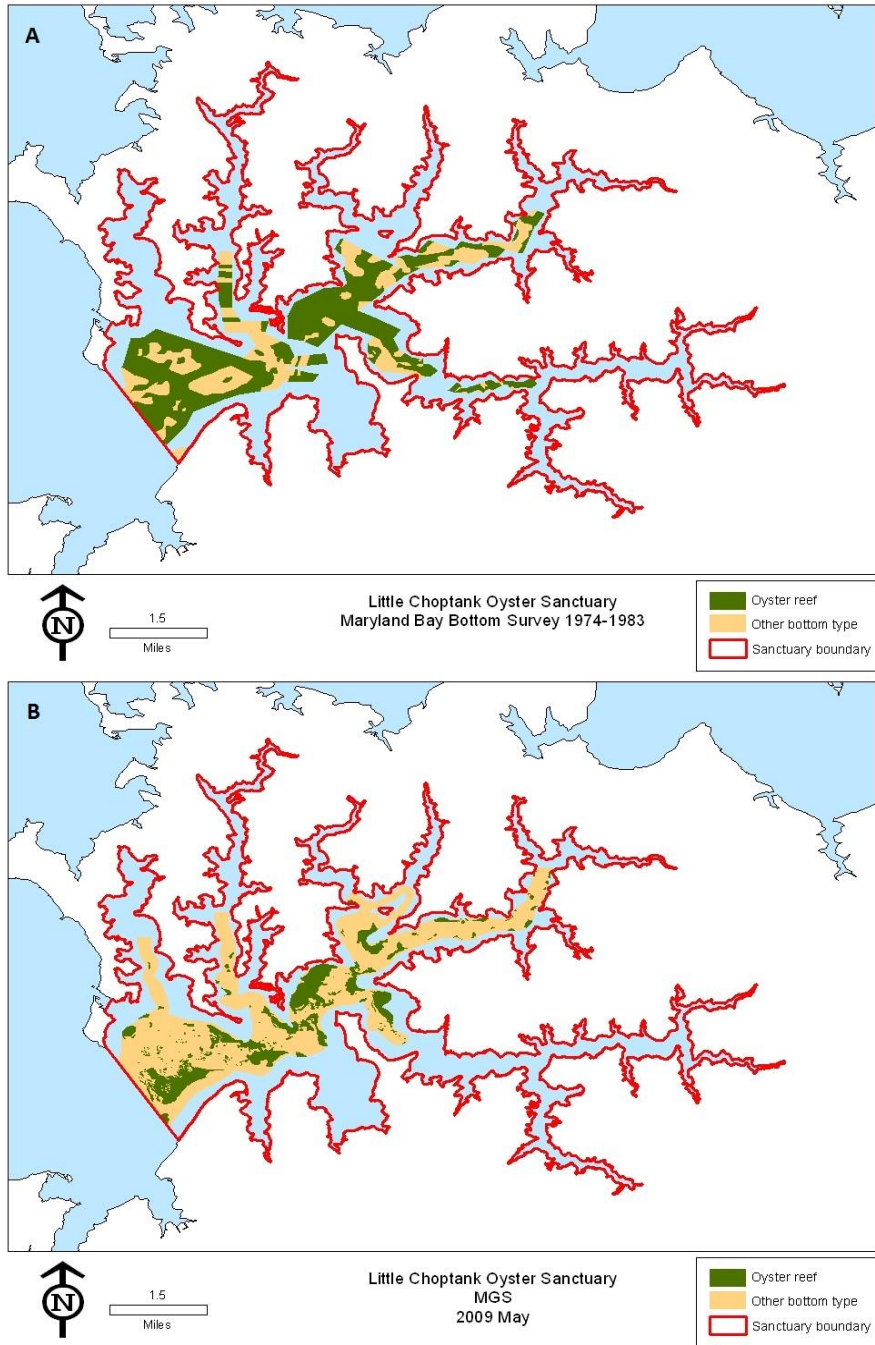 A
N
1.5
Miles
Little Choptank Oyster Sanctuary
Maryland Bay Bottom Survey 1974-1983
Oyster reef
Other bottom type
Sanctuary boundary
B
N
1.5
Miles
Little Choptank Oyster Sanctuary
MGS
2009 May
Oyster reef
Other bottom type
Sanctuary boundary